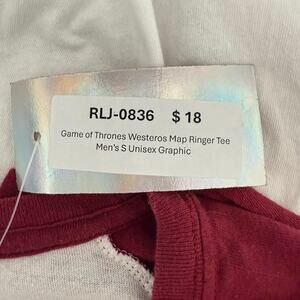 RLJ-0836 $ 18
Game of Thrones Westeros Map Ringer Tee
Men's S Unisex Graphic